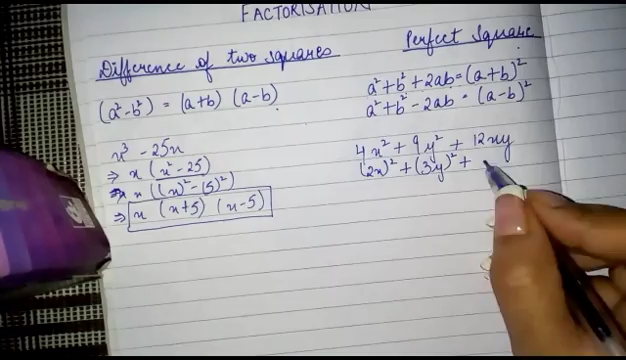 FACTORISATION
Difference of two squares
(a²-b²) = (a+b) (a-b)
x³ - 25x
⇒ x (x²-25)
⇒ x ((x)² - (5)²)
⇒ x (x+5) (x-5)
Perfect Square
a²+b²+2ab = (a+b)²
a²+b²-2ab = (a-b)²
4x² + 9y² + 12xy
(2x)² + (3y)² +